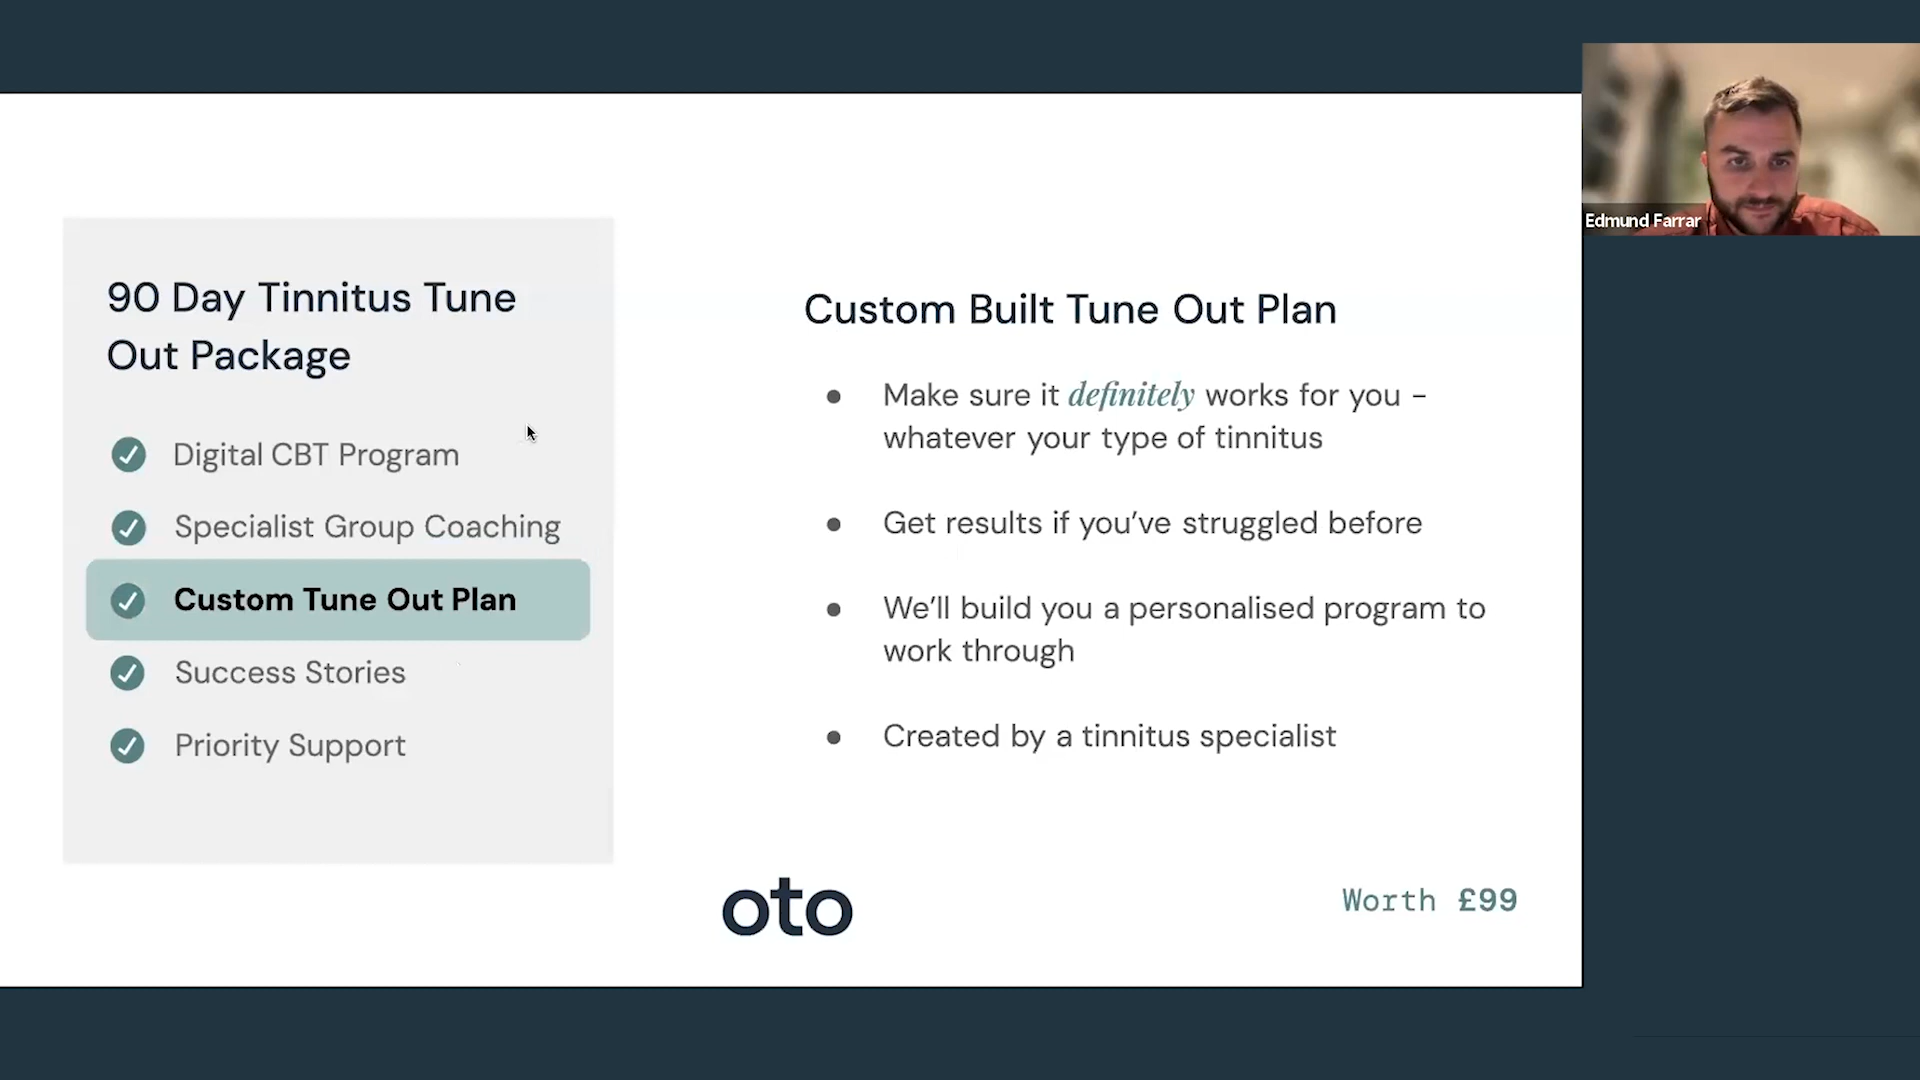 Edmund Farrar
90 Day Tinnitus Tune
Out Package
Digital CBT Program
Specialist Group Coaching
Custom Tune Out Plan
Success Stories
Priority Support
Custom Built Tune Out Plan
Make sure it definitely works for you -
whatever your type of tinnitus
Get results if you’ve struggled before
We’ll build you a personalised program to
work through
Created by a tinnitus specialist
oto
Worth £99